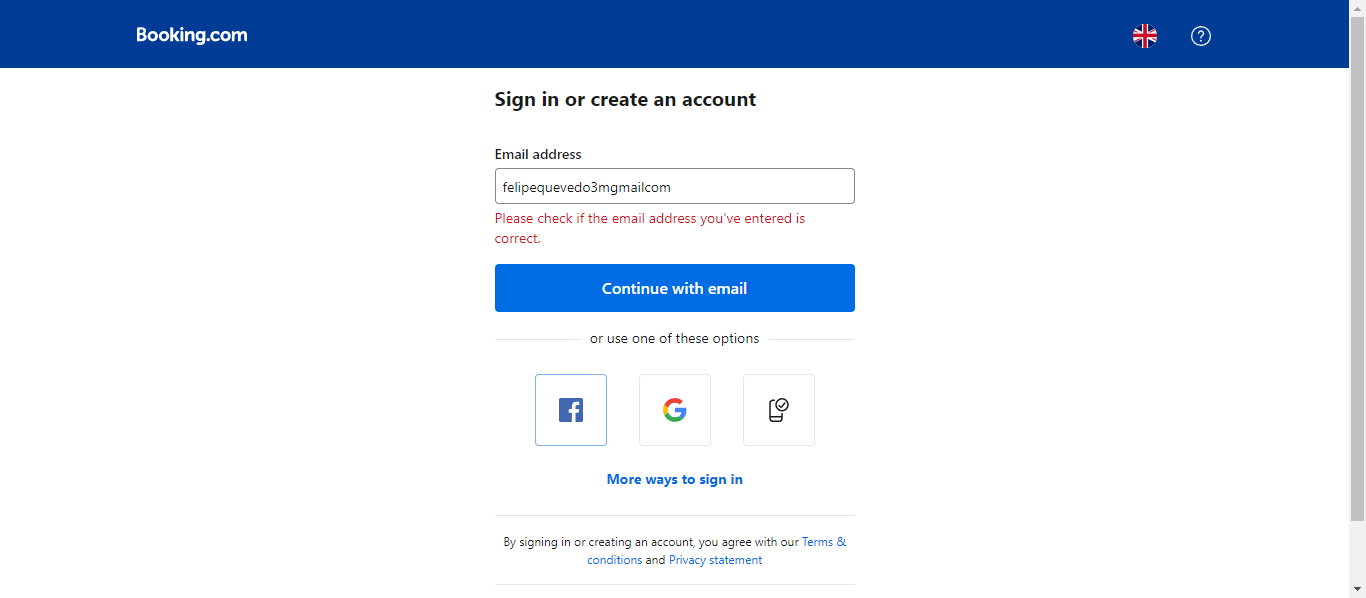 Booking.com
Sign in or create an account
Email address
felipequevedo3mgmailcom
Please check if the email address you've entered is
correct.
Continue with email
or use one of these options
More ways to sign in
By signing in or creating an account, you agree with our Terms &
conditions and Privacy statement